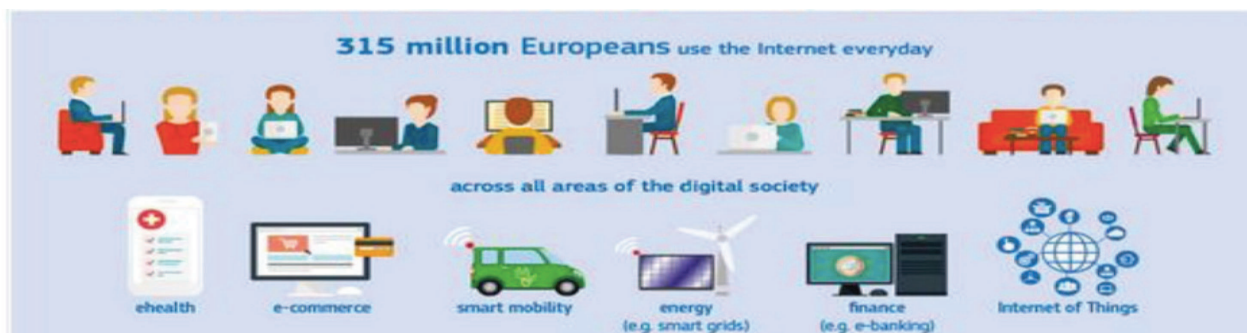 315 million Europeans use the Internet everyday
across all areas of the digital society
ehealth
e-commerce
smart mobility
energy
(e.g. smart grids)
finance
(e.g. e-banking)
Internet of Things